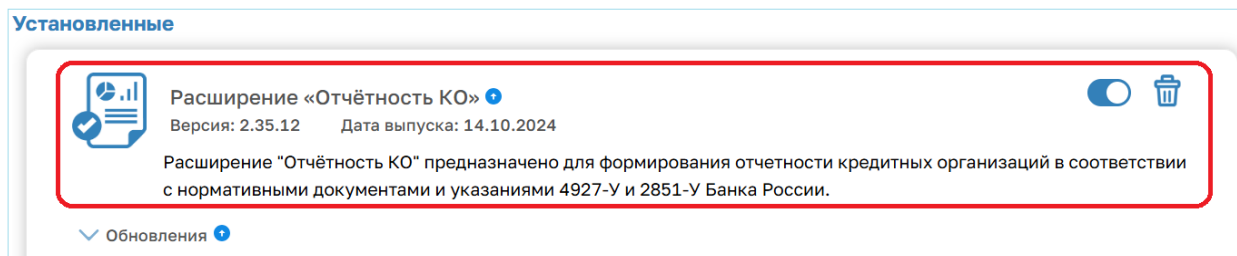 Установленные
Расширение «Отчётность КО»
Версия: 2.35.12 Дата выпуска: 14.10.2024
Расширение "Отчётность КО" предназначено для формирования отчетности кредитных организаций в соответствии
с нормативными документами и указаниями 4927-У и 2851-У Банка России.
Обновления